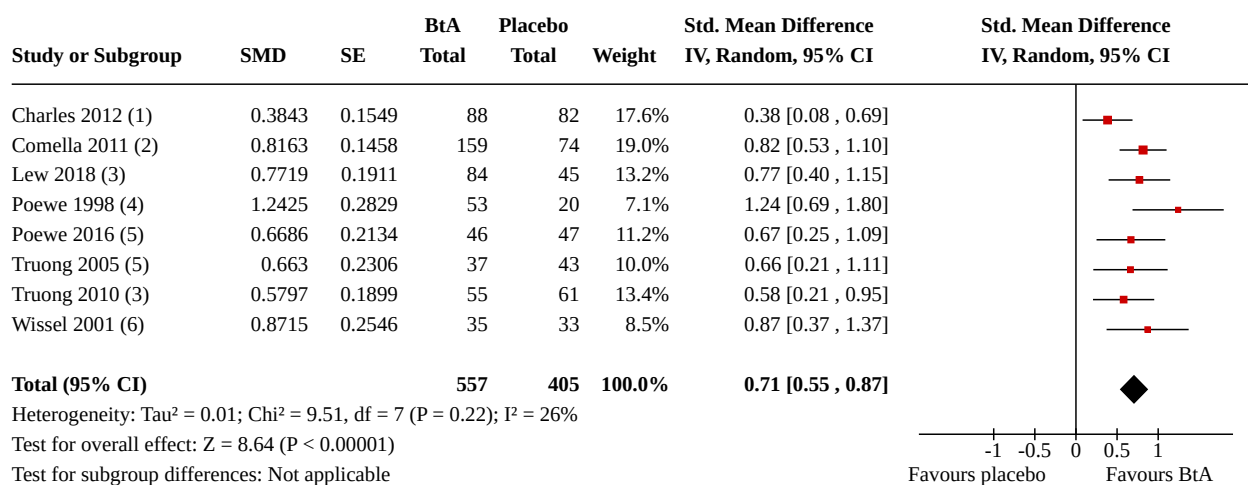 BtA Placebo Std. Mean Difference Std. Mean Difference
Study or Subgroup SMD SE Total Total Weight IV, Random, 95% CI IV, Random, 95% CI
Charles 2012 (1) 0.3843 0.1549 88 82 17.6% 0.38 [0.08 , 0.69]
Comella 2011 (2) 0.8163 0.1458 159 74 19.0% 0.82 [0.53 , 1.10]
Lew 2018 (3) 0.7719 0.1911 84 45 13.2% 0.77 [0.40 , 1.15]
Poewe 1998 (4) 1.2425 0.2829 53 20 7.1% 1.24 [0.69 , 1.80]
Poewe 2016 (5) 0.6686 0.2134 46 47 11.2% 0.67 [0.25 , 1.09]
Truong 2005 (5) 0.663 0.2306 37 43 10.0% 0.66 [0.21 , 1.11]
Truong 2010 (3) 0.5797 0.1899 55 61 13.4% 0.58 [0.21 , 0.95]
Wissel 2001 (6) 0.8715 0.2546 35 33 8.5% 0.87 [0.37 , 1.37]
Total (95% CI) 557 405 100.0% 0.71 [0.55 , 0.87]
Heterogeneity: Tau² = 0.01; Chi² = 9.51, df = 7 (P = 0.22); I² = 26%
Test for overall effect: Z = 8.64 (P < 0.00001)
-1 -0.5 0 0.5 1
Test for subgroup differences: Not applicable
Favours placebo Favours BtA